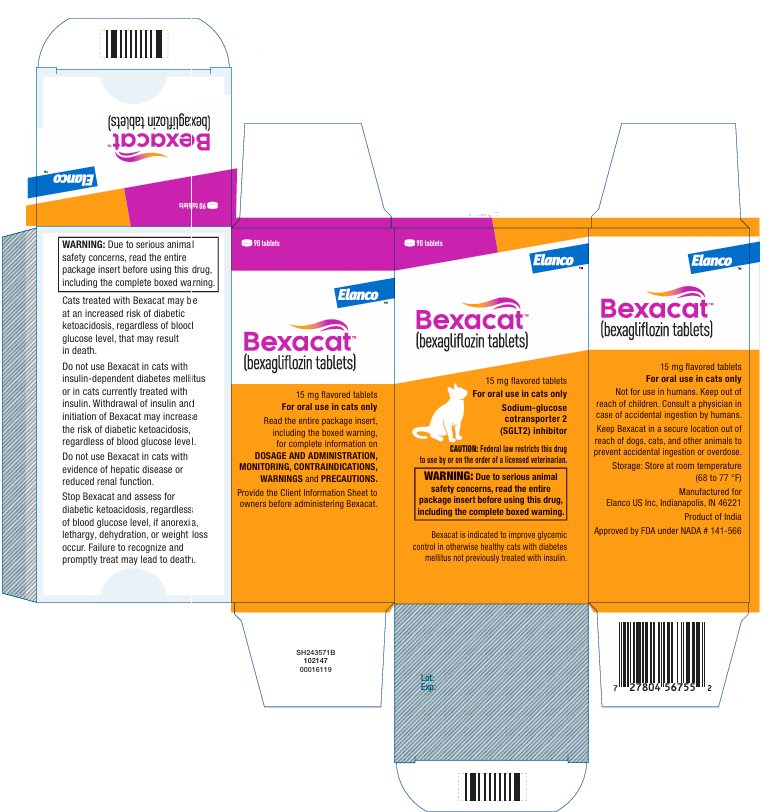 Bexacat™
(bexagliflozin tablets)
Elanco™
90 tablets
WARNING: Due to serious animal
safety concerns, read the entire
package insert before using this drug,
including the complete boxed warning.
Cats treated with Bexacat may be
at an increased risk of diabetic
ketoacidosis, regardless of blood
glucose level, that may result
in death.
Do not use Bexacat in cats with
insulin-dependent diabetes mellitus
or in cats currently treated with
insulin. Withdrawal of insulin and
initiation of Bexacat may increase
the risk of diabetic ketoacidosis,
regardless of blood glucose level.
Do not use Bexacat in cats with
evidence of hepatic disease or
reduced renal function.
Stop Bexacat and assess for
diabetic ketoacidosis, regardless
of blood glucose level, if anorexia,
lethargy, dehydration, or weight loss
occur. Failure to recognize and
promptly treat may lead to death.
90 tablets
Elanco™
Bexacat™
(bexagliflozin tablets)
15 mg flavored tablets
For oral use in cats only
Read the entire package insert,
including the boxed warning,
for complete information on
DOSAGE AND ADMINISTRATION,
MONITORING, CONTRAINDICATIONS,
WARNINGS and PRECAUTIONS.
Provide the Client Information Sheet to
owners before administering Bexacat.
SH243571B
102147
00016119
90 tablets
Elanco™
Bexacat™
(bexagliflozin tablets)
15 mg flavored tablets
For oral use in cats only
Sodium-glucose
cotransporter 2
(SGLT2) inhibitor
CAUTION: Federal law restricts this drug
to use by or on the order of a licensed veterinarian.
WARNING: Due to serious animal
safety concerns, read the entire
package insert before using this drug,
including the complete boxed warning.
Bexacat is indicated to improve glycemic
control in otherwise healthy cats with diabetes
mellitus not previously treated with insulin.
Lot:
Exp:
Elanco™
Bexacat™
(bexagliflozin tablets)
15 mg flavored tablets
For oral use in cats only
Not for use in humans. Keep out of
reach of children. Consult a physician in
case of accidental ingestion by humans.
Keep Bexacat in a secure location out of
reach of dogs, cats, and other animals to
prevent accidental ingestion or overdose.
Storage: Store at room temperature
(68 to 77 °F)
Manufactured for
Elanco US Inc, Indianapolis, IN 46221
Product of India
Approved by FDA under NADA # 141-566
7 27804 56755 2